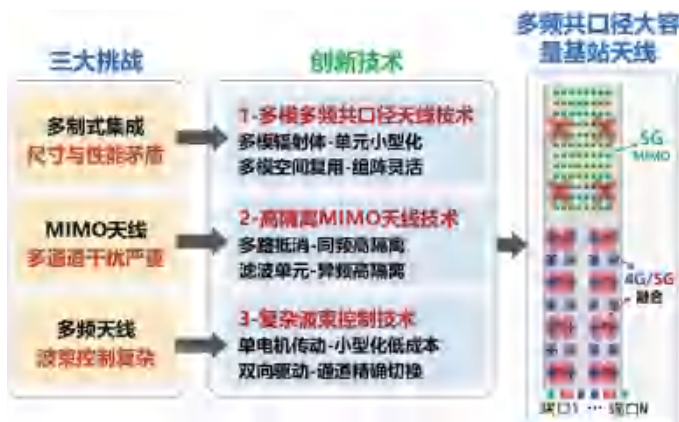 三大挑战
多制式集成
尺寸与性能矛盾
MIMO天线
多通道干扰严重
多频天线
波束控制复杂
创新技术
1-多模多频共口径天线技术
多模辐射体-单元小型化
多模空间复用-组阵灵活
2-高隔离MIMO天线技术
多路抵消-同频高隔离
滤波单元-异频高隔离
3-复杂波束控制技术
单电机传动-小型化低成本
双向驱动-通道精确切换
多频共口径大容
量基站天线
5G
MIMO
4G/5G
融合
端口1 … 端口N